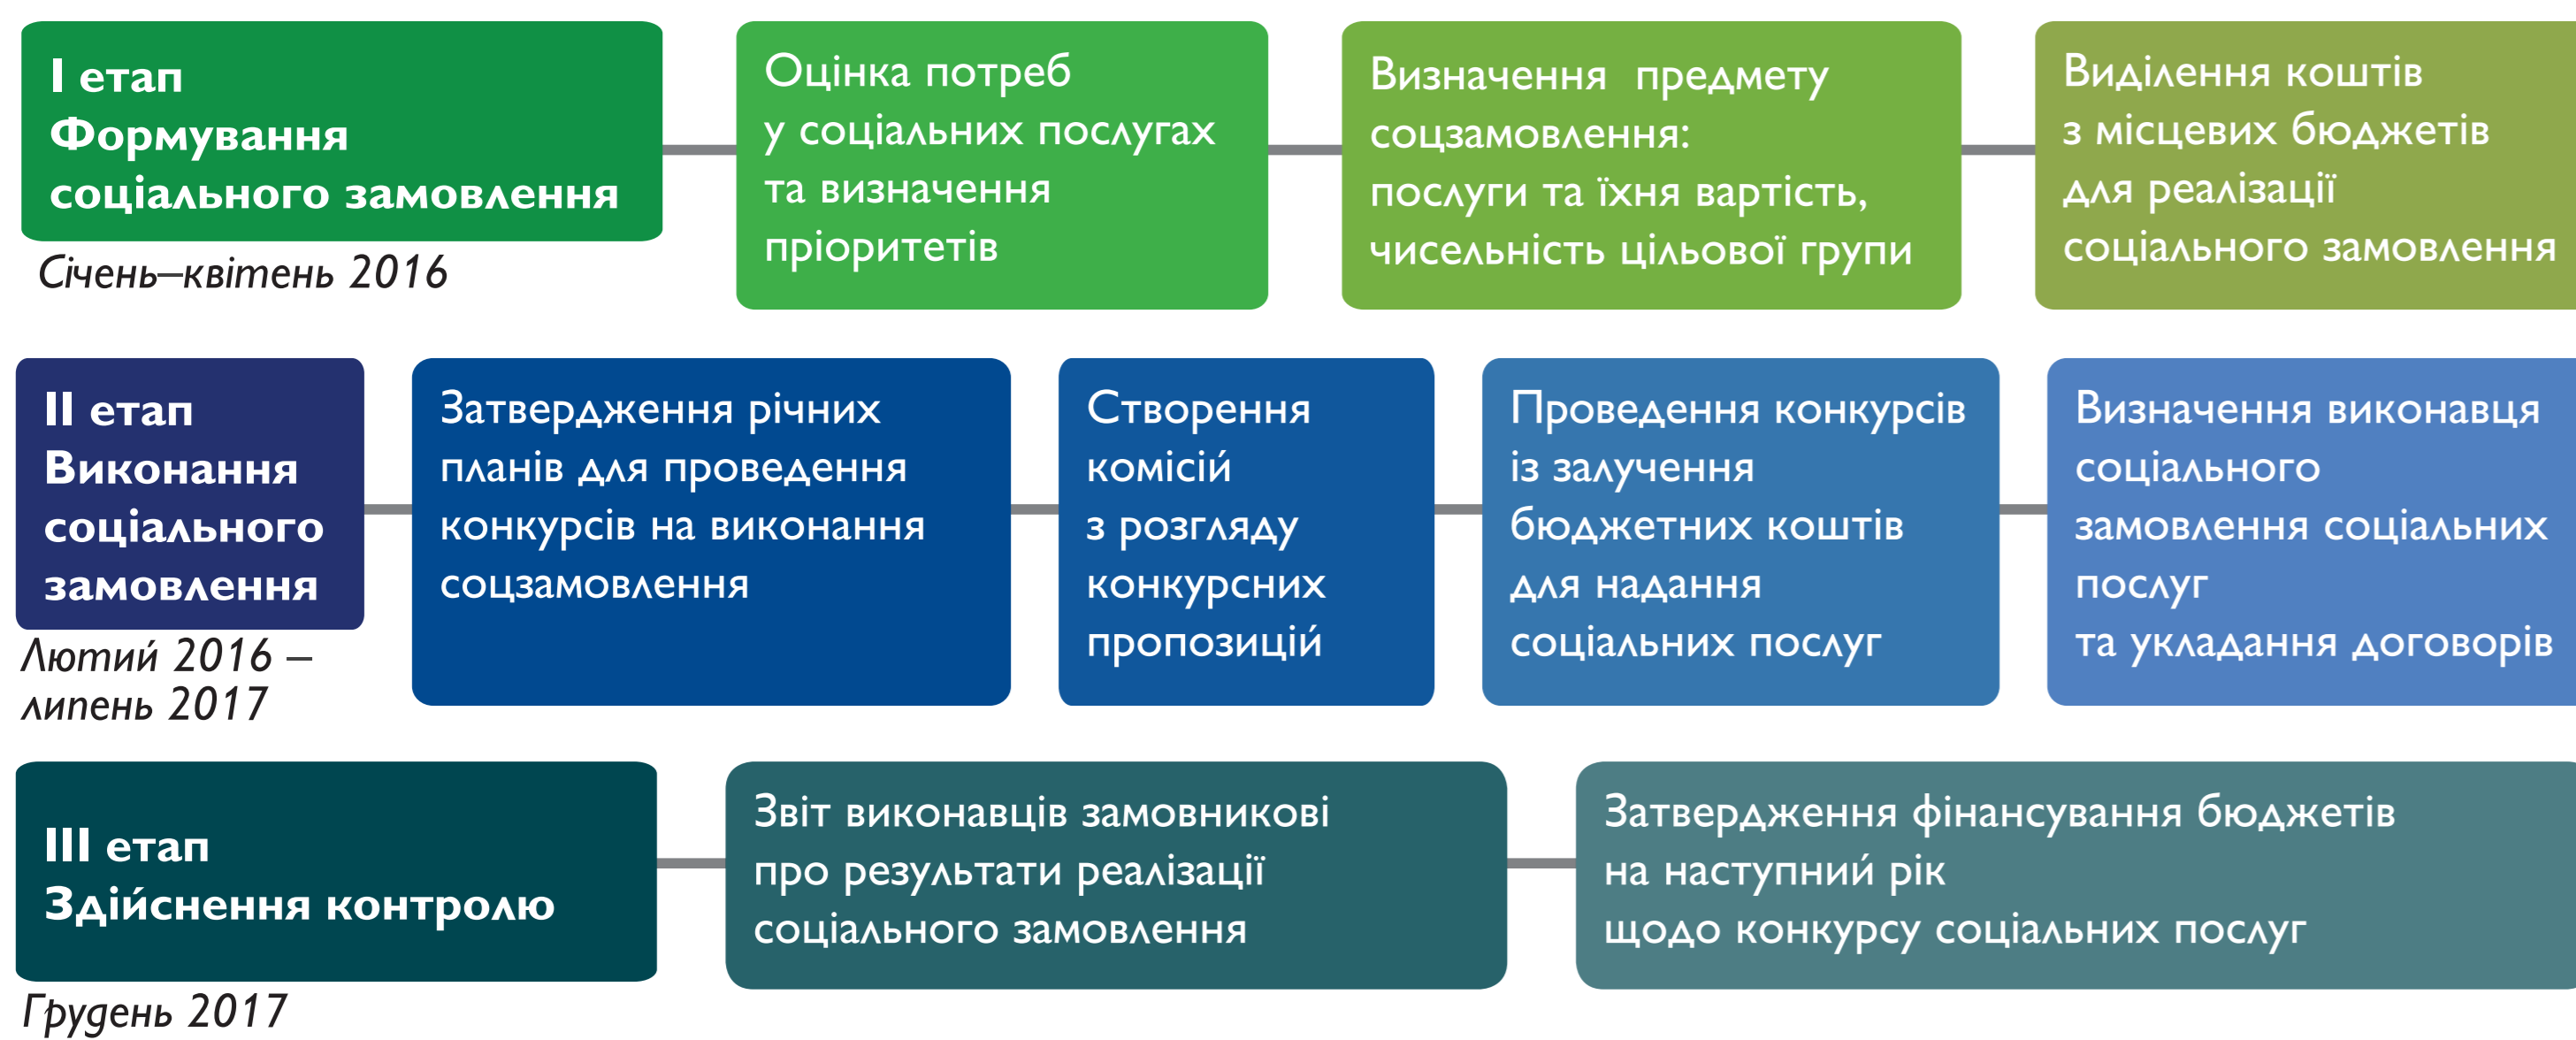 І етап
Формування
соціального замовлення
Січень–квітень 2016
Оцінка потреб
у соціальних послугах
та визначення
пріоритетів
Визначення предмету
соцзамовлення:
послуги та їхня вартість,
чисельність цільової групи
Виділення коштів
з місцевих бюджетів
для реалізації
соціального замовлення
ІІ етап
Виконання
соціального
замовлення
Лютий 2016 –
липень 2017
Затвердження річних
планів для проведення
конкурсів на виконання
соцзамовлення
Створення
комісій
з розгляду
конкурсних
пропозицій
Проведення конкурсів
із залучення
бюджетних коштів
для надання
соціальних послуг
Визначення виконавця
соціального
замовлення соціальних
послуг
та укладання договорів
ІІІ етап
Здійснення контролю
Грудень 2017
Звіт виконавців замовникові
про результати реалізації
соціального замовлення
Затвердження фінансування бюджетів
на наступний рік
щодо конкурсу соціальних послуг